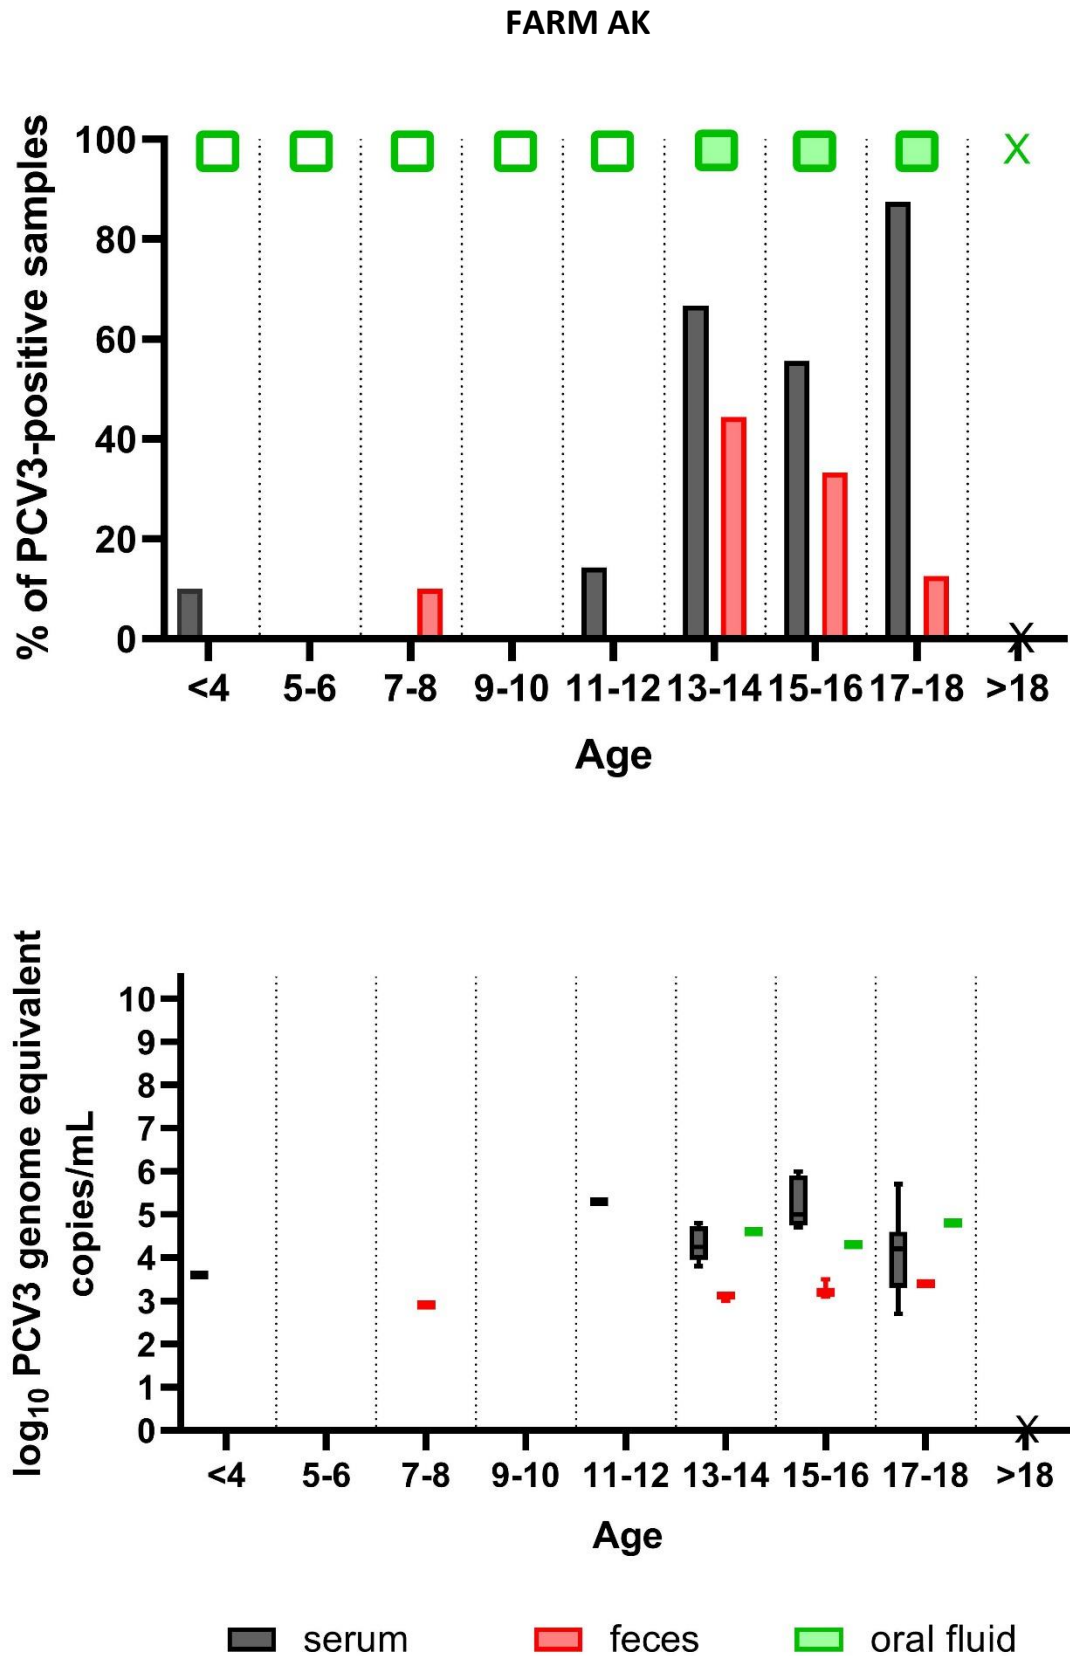 FARM AK
% of PCV3-positive samples
100
80
60
40
20
0
X
X
<4 5-6 7-8 9-10 11-12 13-14 15-16 17-18 >18
Age
log₁₀ PCV3 genome equivalent
copies/mL
10
9
8
7
6
5
4
3
2
1
0
X
<4 5-6 7-8 9-10 11-12 13-14 15-16 17-18 >18
Age
serum feces oral fluid